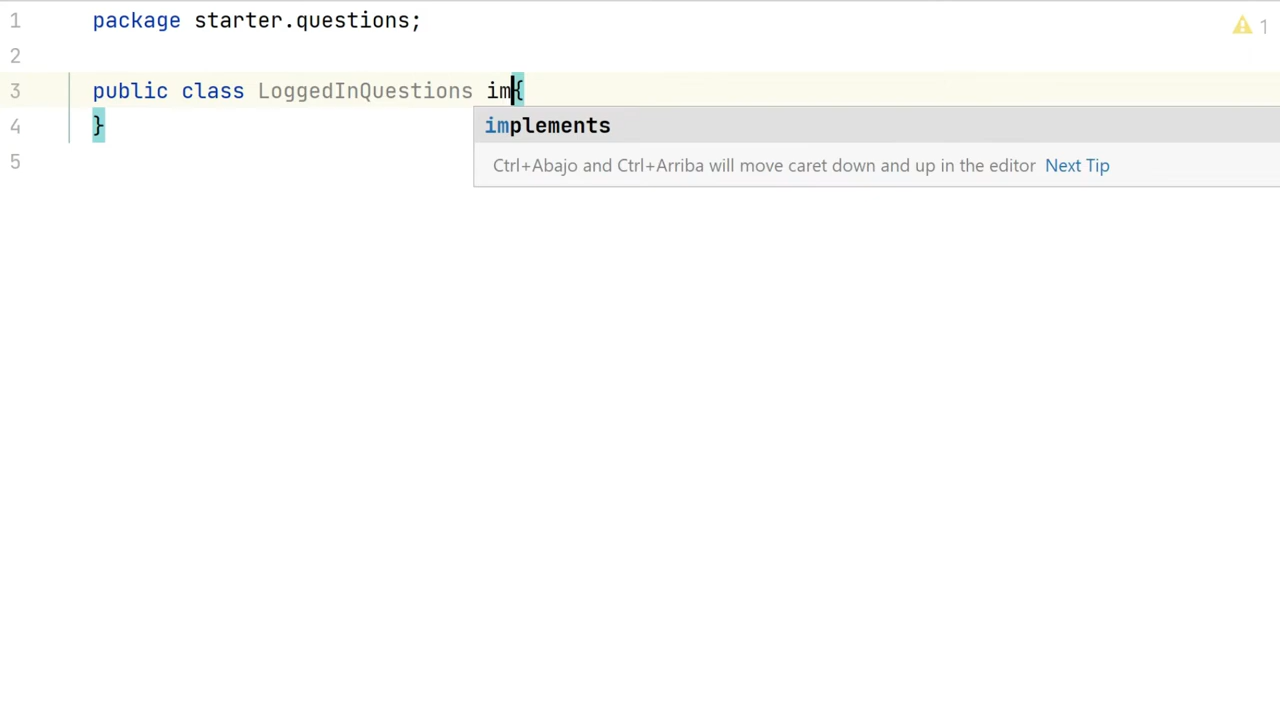 1 package starter.questions;
1
2
3 public class LoggedInQuestions im{
implements
4 }
Ctrl+Abajo and Ctrl+Arriba will move caret down and up in the editor Next Tip
5